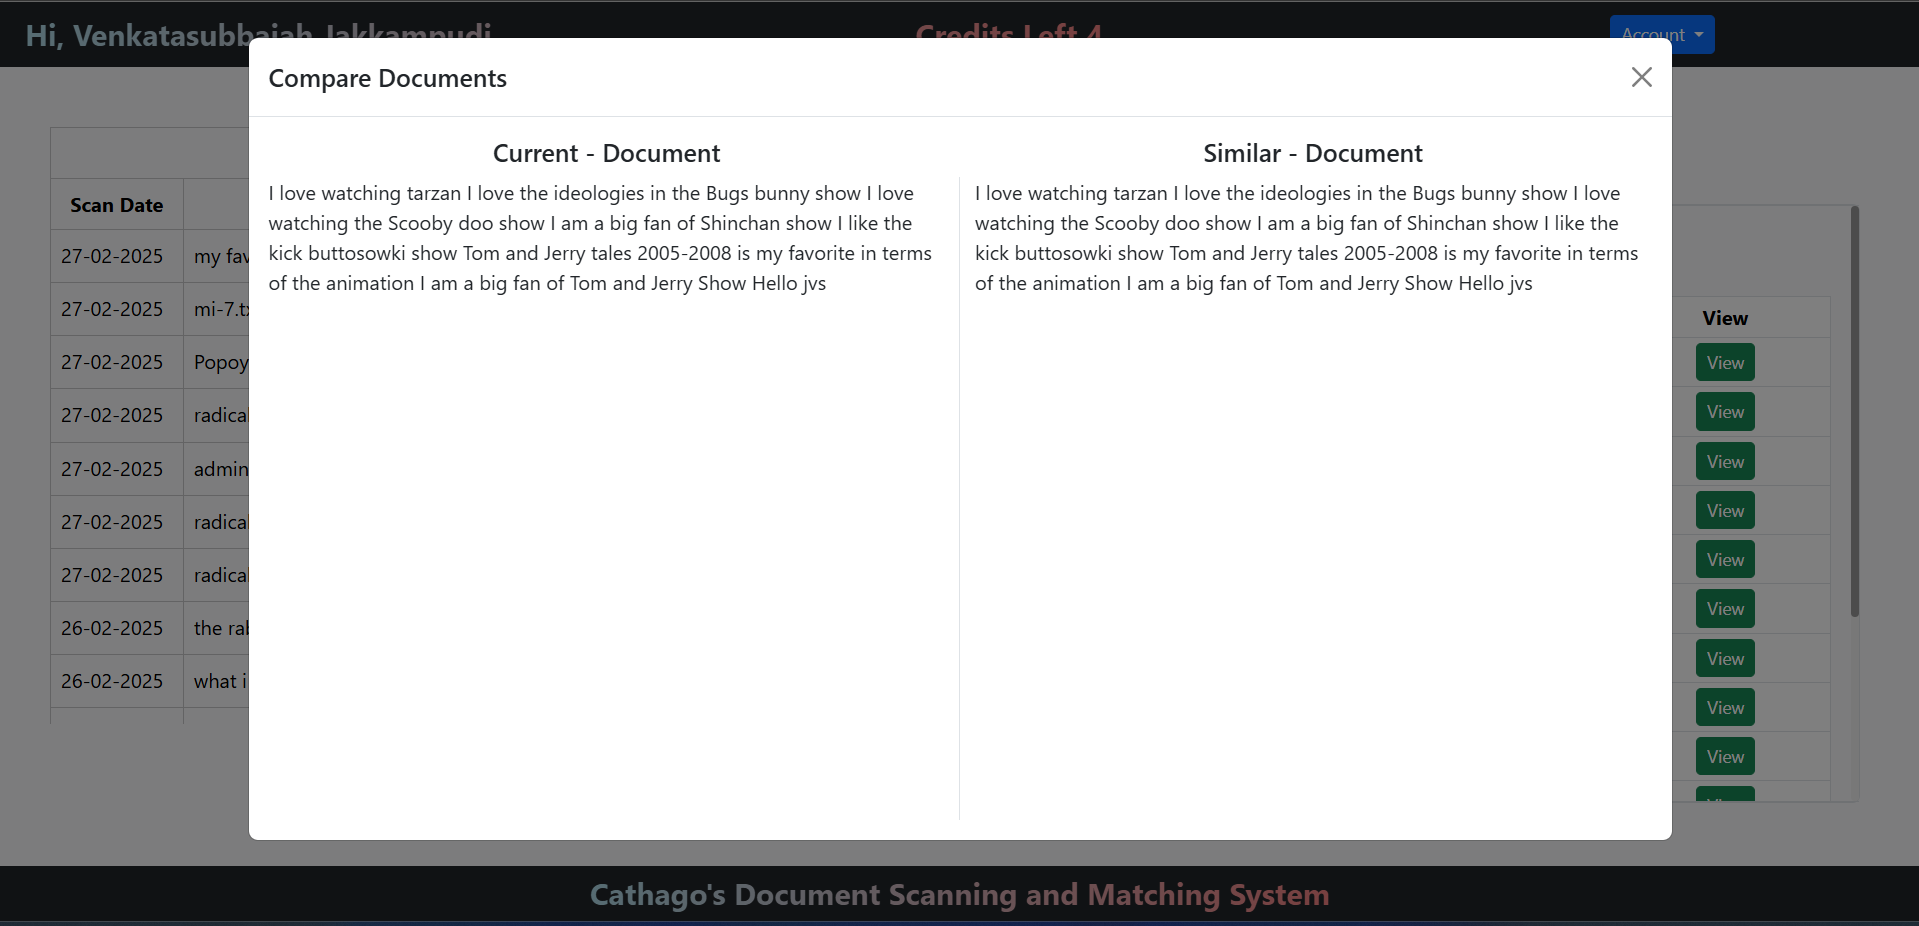 Hi, Venkatasubbaiah Jakkampudi
Credits Left 4
Account
Compare Documents
Current - Document
I love watching tarzan I love the ideologies in the Bugs bunny show I love
watching the Scooby doo show I am a big fan of Shinchan show I like the
kick buttosowki show Tom and Jerry tales 2005-2008 is my favorite in terms
of the animation I am a big fan of Tom and Jerry Show Hello jvs
Similar - Document
I love watching tarzan I love the ideologies in the Bugs bunny show I love
watching the Scooby doo show I am a big fan of Shinchan show I like the
kick buttosowki show Tom and Jerry tales 2005-2008 is my favorite in terms
of the animation I am a big fan of Tom and Jerry Show Hello jvs
Scan Date
27-02-2025 my fav
27-02-2025 mi-7.tx
27-02-2025 Popoy
27-02-2025 radical
27-02-2025 admin
27-02-2025 radical
27-02-2025 radical
26-02-2025 the rab
26-02-2025 what i
View
View
View
View
View
View
View
View
View
View
Cathago's Document Scanning and Matching System